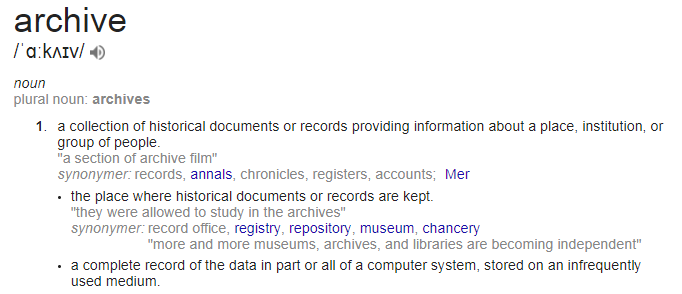 archive
/ˈɑːkʌɪv/
noun
plural noun: archives
1. a collection of historical documents or records providing information about a place, institution, or
group of people.
"a section of archive film"
synonymer: records, annals, chronicles, registers, accounts; Mer
• the place where historical documents or records are kept.
"they were allowed to study in the archives"
synonymer: record office, registry, repository, museum, chancery
"more and more museums, archives, and libraries are becoming independent"
• a complete record of the data in part or all of a computer system, stored on an infrequently
used medium.